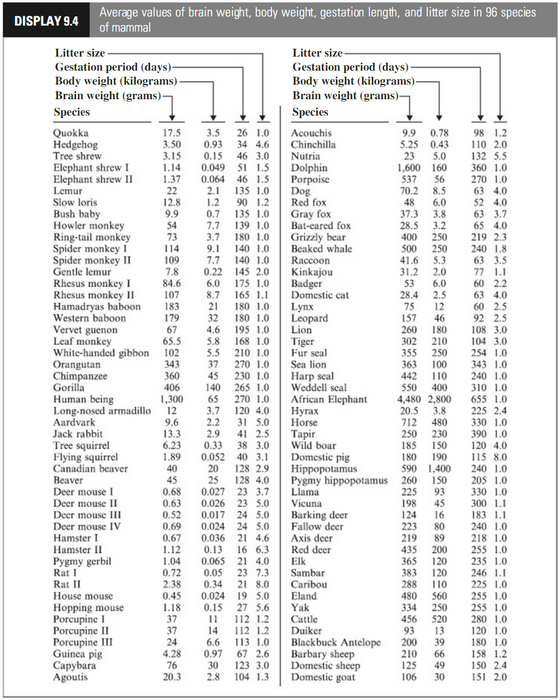 DISPLAY 9.4
Average values of brain weight, body weight, gestation length, and litter size in 96 species
of mammal
Litter size
Gestation period (days)
Body weight (kilograms)
Brain weight (grams)
Species
Quokka 17.5 3.5 26 1.0
Hedgehog 3.50 0.93 34 4.6
Tree shrew 3.15 0.15 46 3.0
Elephant shrew I 1.14 0.049 51 1.5
Elephant shrew II 1.37 0.064 46 1.5
Lemur 22 2.1 135 1.0
Slow loris 12.8 1.2 90 1.2
Bush baby 9.9 0.7 135 1.0
Howler monkey 54 7.7 139 1.0
Ring-tail monkey 73 3.7 180 1.0
Spider monkey I 114 9.1 140 1.0
Spider monkey II 109 7.7 140 1.0
Gentle lemur 7.8 0.22 145 2.0
Rhesus monkey I 84.6 6.0 175 1.0
Rhesus monkey II 107 8.7 165 1.1
Hamadryas baboon 183 21 180 1.0
Western baboon 179 32 180 1.0
Vervet guenon 67 4.6 195 1.0
Leaf monkey 65.5 5.8 168 1.0
White-handed gibbon 102 5.5 210 1.0
Orangutan 343 37 270 1.0
Chimpanzee 360 45 230 1.0
Gorilla 406 140 265 1.0
Human being 1,300 65 270 1.0
Long-nosed armadillo 12 3.7 120 4.0
Aardvark 9.6 2.2 31 5.0
Jack rabbit 13.3 2.9 41 2.5
Tree squirrel 6.23 0.33 38 3.0
Flying squirrel 1.89 0.052 40 3.1
Canadian beaver 40 20 128 2.9
Beaver 45 25 128 4.0
Deer mouse I 0.68 0.027 23 3.7
Deer mouse II 0.63 0.026 23 5.0
Deer mouse III 0.52 0.017 24 5.0
Deer mouse IV 0.69 0.024 24 5.0
Hamster I 0.67 0.036 21 4.6
Hamster II 1.12 0.13 16 6.3
Pygmy gerbil 1.04 0.065 21 4.0
Rat I 0.72 0.05 23 7.3
Rat II 2.38 0.34 21 8.0
House mouse 0.45 0.024 19 5.0
Hopping mouse 1.18 0.15 27 5.6
Porcupine I 37 11 112 1.2
Porcupine II 37 14 112 1.2
Porcupine III 24 6.6 113 1.0
Guinea pig 4.28 0.97 67 2.6
Capybara 76 30 123 3.0
Agoutis 20.3 2.8 104 1.3
Litter size
Gestation period (days)
Body weight (kilograms)
Brain weight (grams)
Species
Acouchis 9.9 0.78 98 1.2
Chinchilla 5.25 0.43 110 2.0
Nutria 23 5.0 132 5.5
Dolphin 1,600 160 360 1.0
Porpoise 537 56 270 1.0
Dog 70.2 8.5 63 4.0
Red fox 48 6.0 52 4.0
Gray fox 37.3 3.8 63 3.7
Bat-eared fox 28.5 3.2 65 4.0
Grizzly bear 400 250 219 2.3
Beaked whale 500 250 240 1.8
Raccoon 41.6 5.3 63 3.5
Kinkajou 31.2 2.0 77 1.1
Badger 53 6.0 60 2.2
Domestic cat 28.4 2.5 63 4.0
Lynx 75 12 60 2.5
Leopard 157 46 92 2.5
Lion 260 180 108 3.0
Tiger 302 210 104 3.0
Fur seal 355 250 254 1.0
Sea lion 363 100 343 1.0
Harp seal 442 110 240 1.0
Weddell seal 550 400 310 1.0
African Elephant 4,480 2,800 655 1.0
Hyrax 20.5 3.8 225 2.4
Horse 712 480 330 1.0
Tapir 250 230 390 1.0
Wild boar 185 150 120 4.0
Domestic pig 180 190 115 8.0
Hippopotamus 590 1,400 240 1.0
Pygmy hippopotamus 260 150 205 1.0
Llama 225 93 330 1.0
Vicuna 198 45 300 1.1
Barking deer 124 16 183 1.1
Fallow deer 223 80 240 1.0
Axis deer 219 89 218 1.0
Red deer 435 200 255 1.0
Elk 365 120 235 1.0
Sambar 383 120 246 1.1
Caribou 288 110 225 1.0
Eland 480 560 255 1.0
Yak 334 250 255 1.0
Cattle 456 520 280 1.0
Duiker 93 13 120 1.0
Blackbuck Antelope 200 39 180 1.0
Barbary sheep 210 66 158 1.2
Domestic sheep 125 49 150 2.4
Domestic goat 106 30 151 2.0